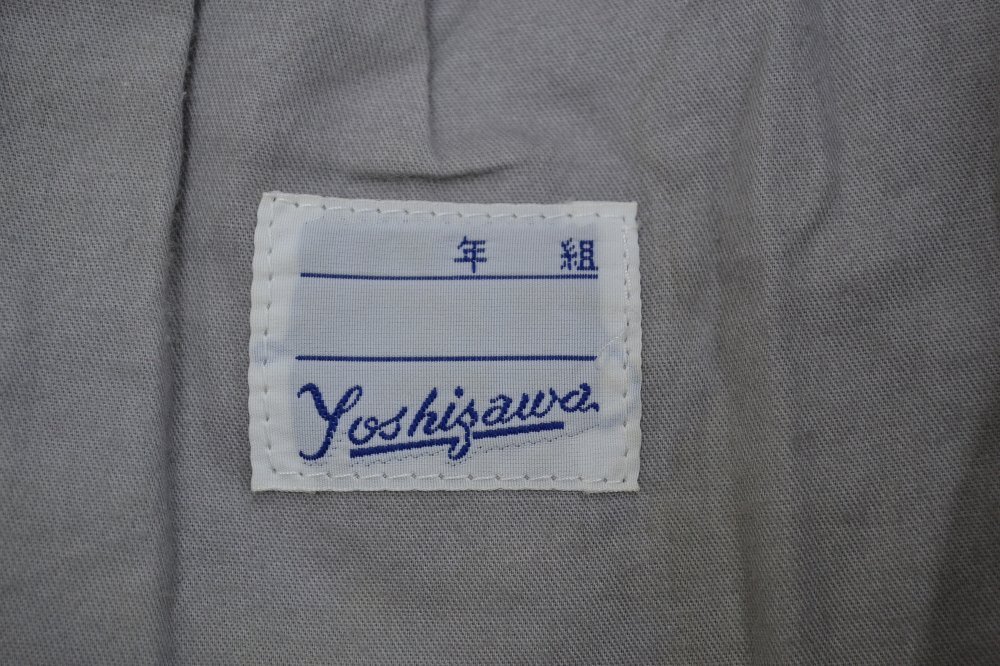 年 組
Yoshizawa